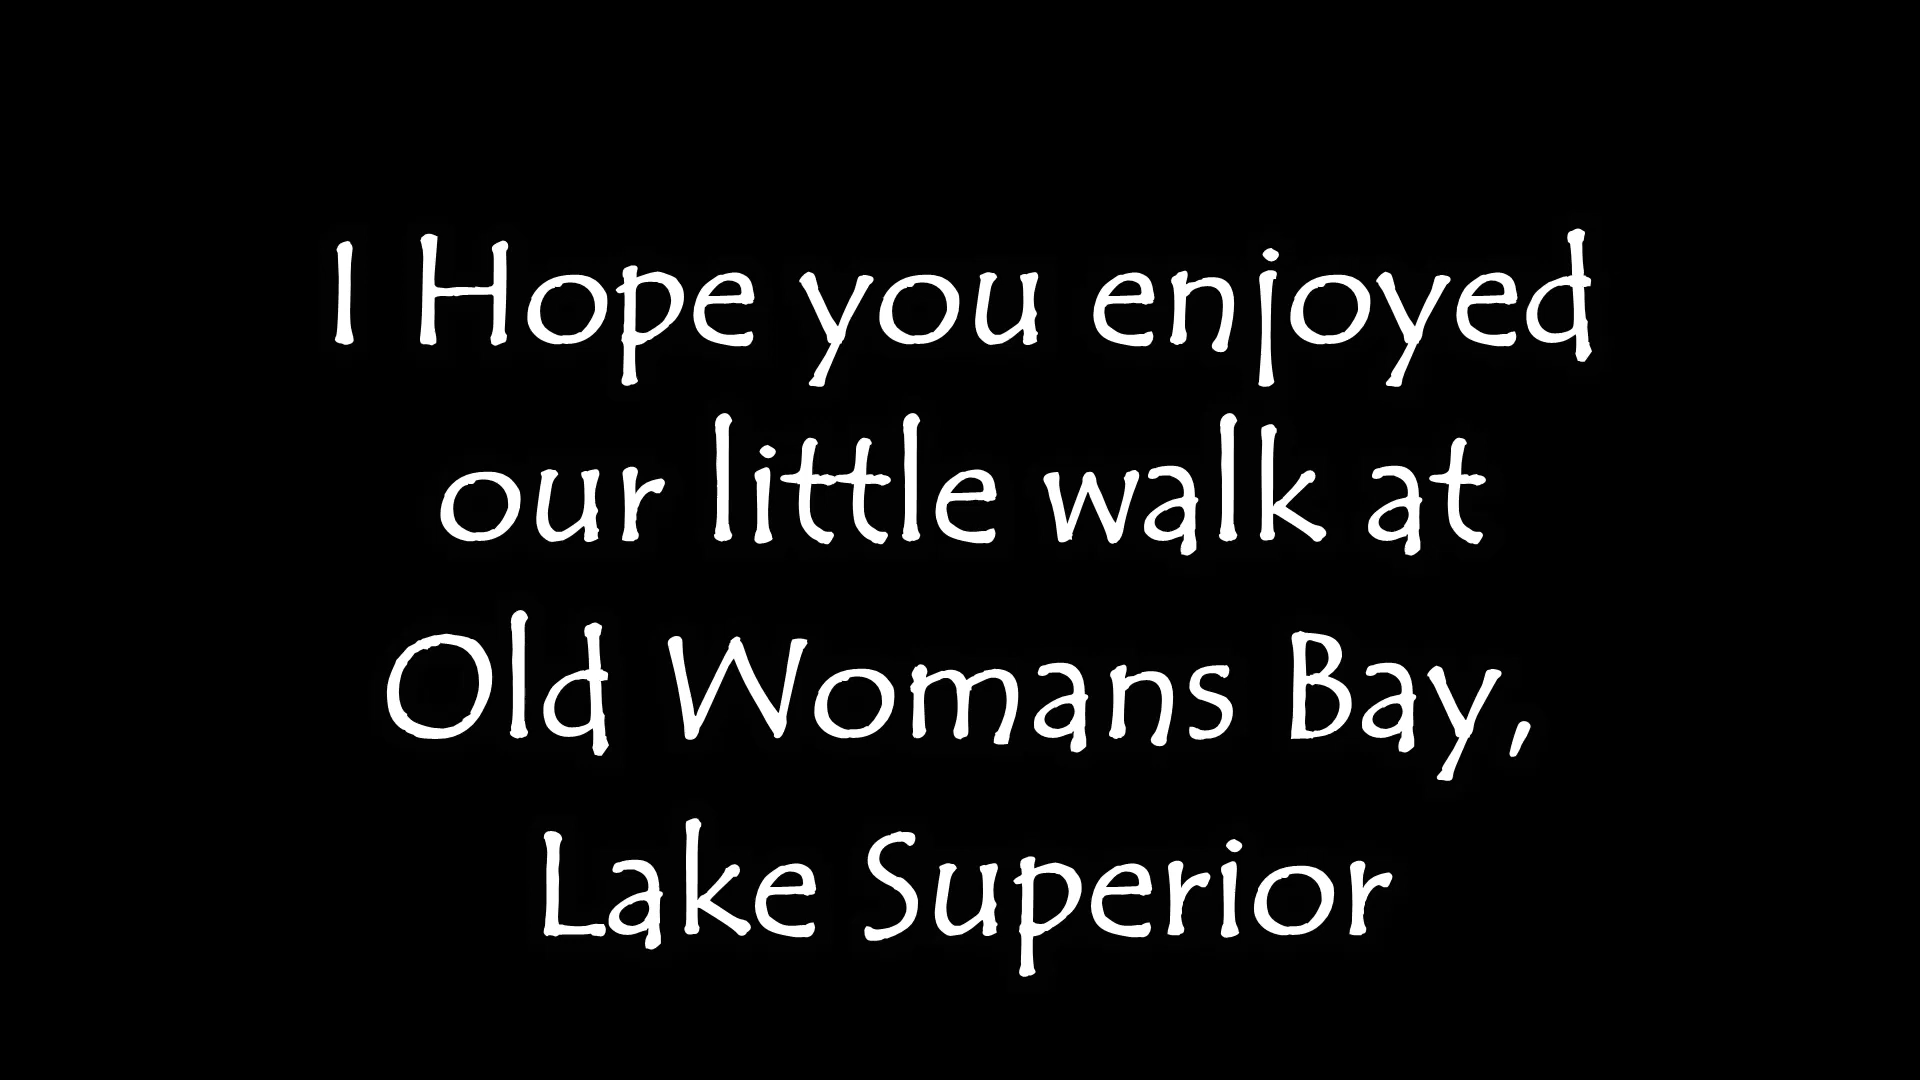 I Hope you enjoyed
our little walk at
Old Womans Bay,
Lake Superior